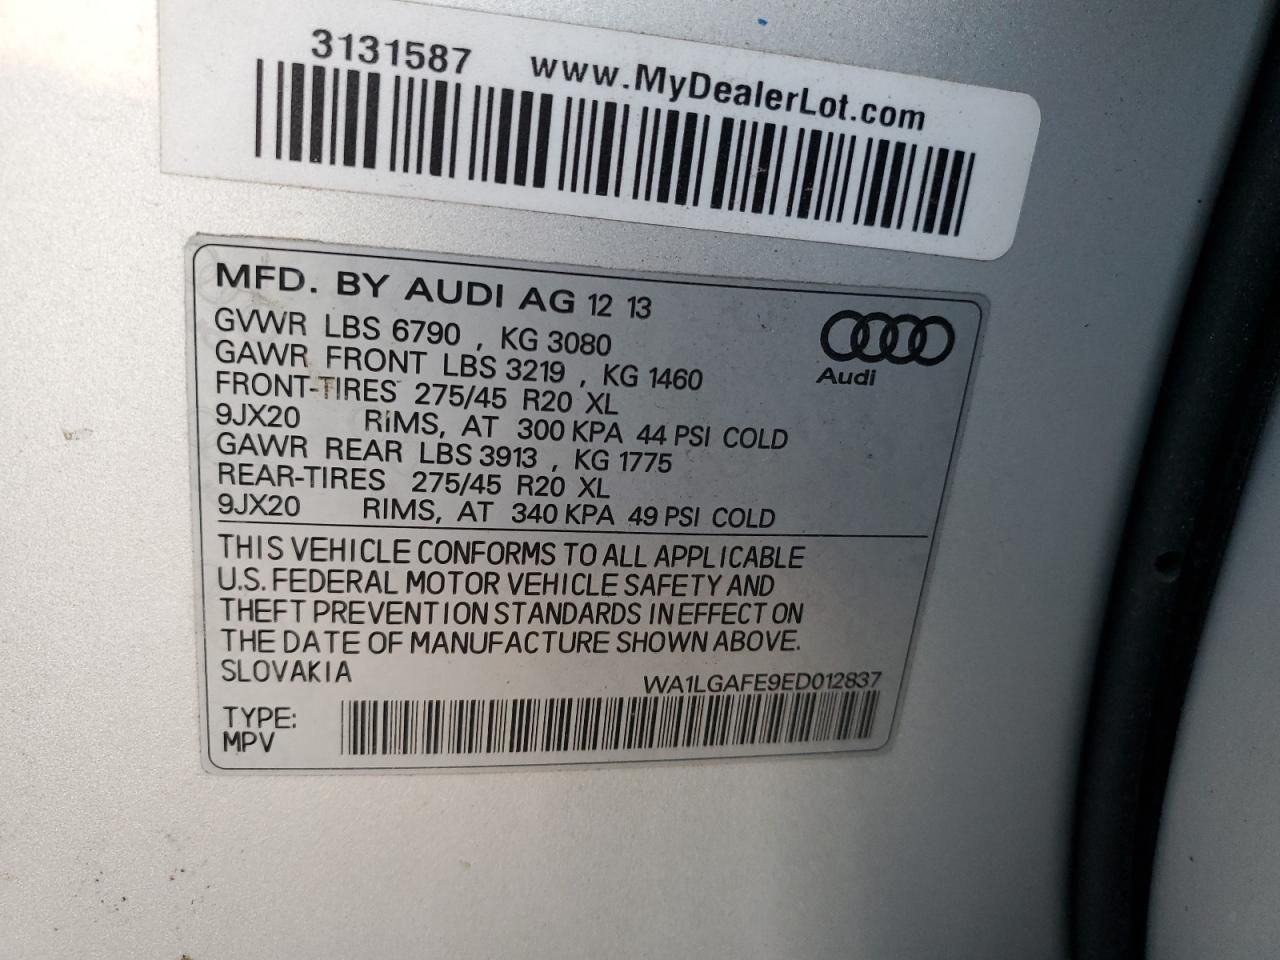 3131587 www.MyDealerLot.com
MFD. BY AUDI AG 12 13
GVWR LBS 6790 , KG 3080
GAWR FRONT LBS 3219 , KG 1460
FRONT-TIRES 275/45 R20 XL
9JX20 RIMS, AT 300 KPA 44 PSI COLD
GAWR REAR LBS 3913 , KG 1775
REAR-TIRES 275/45 R20 XL
9JX20 RIMS, AT 340 KPA 49 PSI COLD
Audi
THIS VEHICLE CONFORMS TO ALL APPLICABLE
U.S. FEDERAL MOTOR VEHICLE SAFETY AND
THEFT PREVENTION STANDARDS IN EFFECT ON
THE DATE OF MANUFACTURE SHOWN ABOVE.
SLOVAKIA
WA1LGAFE9ED012837
TYPE:
MPV